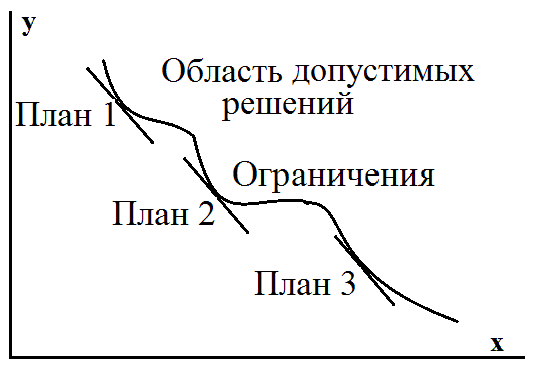 y
Область допустимых
решений
План 1
Ограничения
План 2
План 3
x